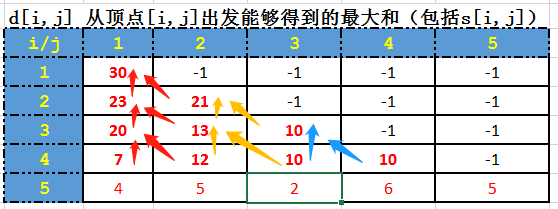 d[i,j] 从顶点[i,j]出发能够得到的最大和（包括s[i,j]）
i/j 1 2 3 4 5
1 30 -1 -1 -1 -1
2 23 21 -1 -1 -1
3 20 13 10 -1 -1
4 7 12 10 10 -1
5 4 5 2 6 5